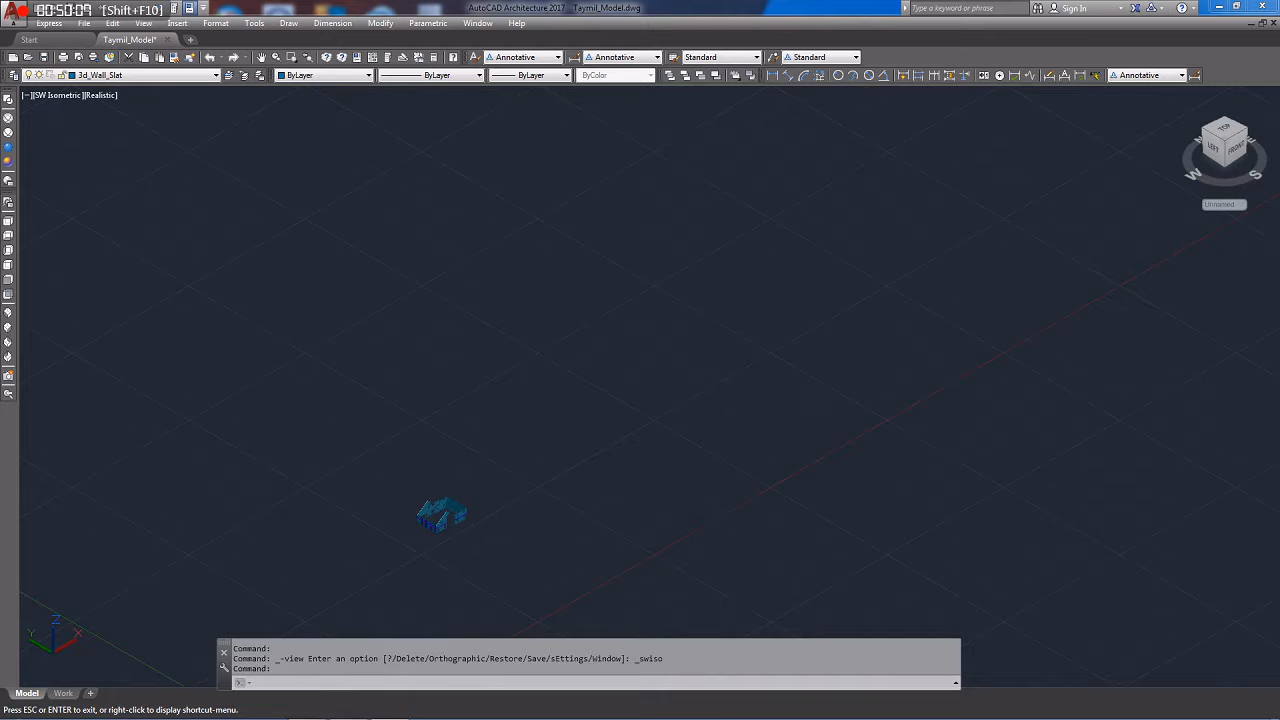 00:50:07 [Shift+F10]
AutoCAD Architecture 2017 Taymil_Model.dwg
Type a keyword or phrase
Sign In
Express File Edit View Insert Format Tools Draw Dimension Modify Parametric Window Help
Start Taymil_Model*
Annotative Annotative Standard Standard
3d_Wall_Slat ByLayer ByLayer ByLayer ByColor Annotative
[−][SW Isometric][Realistic]
TOP
LEFT FRONT
W S
Unnamed
Z
Y X
Command:
Command: _-view Enter an option [?/Delete/Orthographic/Restore/Save/sEttings/Window]: _swiso
Command:
Model Work
Press ESC or ENTER to exit, or right-click to display shortcut-menu.